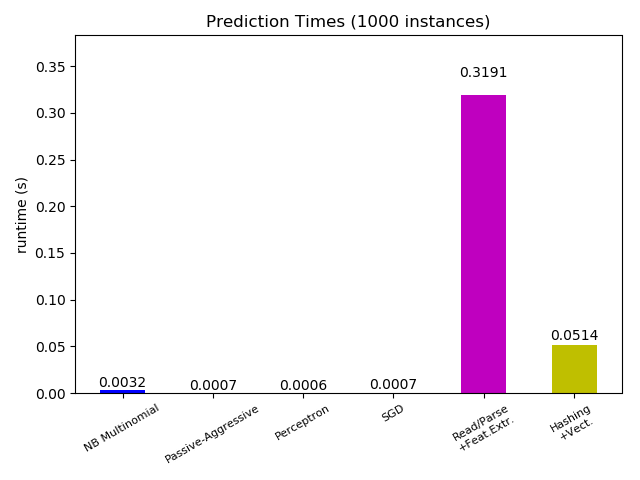 Prediction Times (1000 instances)
runtime (s)
0.35
0.30
0.25
0.20
0.15
0.10
0.05
0.00
0.0032
0.0007
0.0006
0.0007
0.3191
0.0514
NB Multinomial
Passive-Aggressive
Perceptron
SGD
Read/Parse
+Feat.Extr.
Hashing
+Vect.